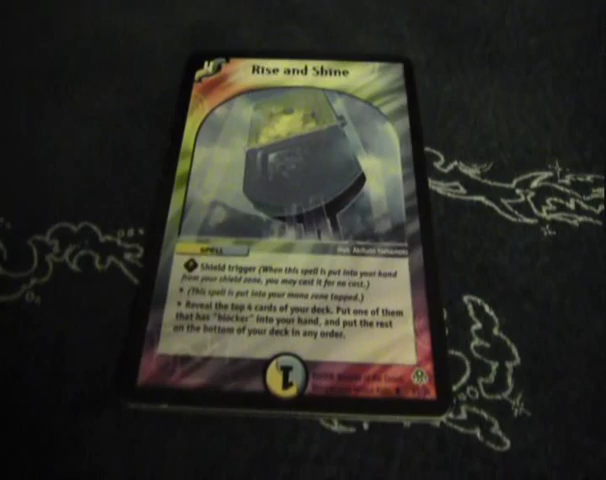 Rise and Shine
SPELL
Shield trigger (When this spell is put into your hand
from your shield zone, you may cast it for no cost.)
• (This spell is put into your mana zone tapped.)
• Reveal the top 4 cards of your deck. Put one of them
that has "blocker" into your hand, and put the rest
on the bottom of your deck in any order.
1